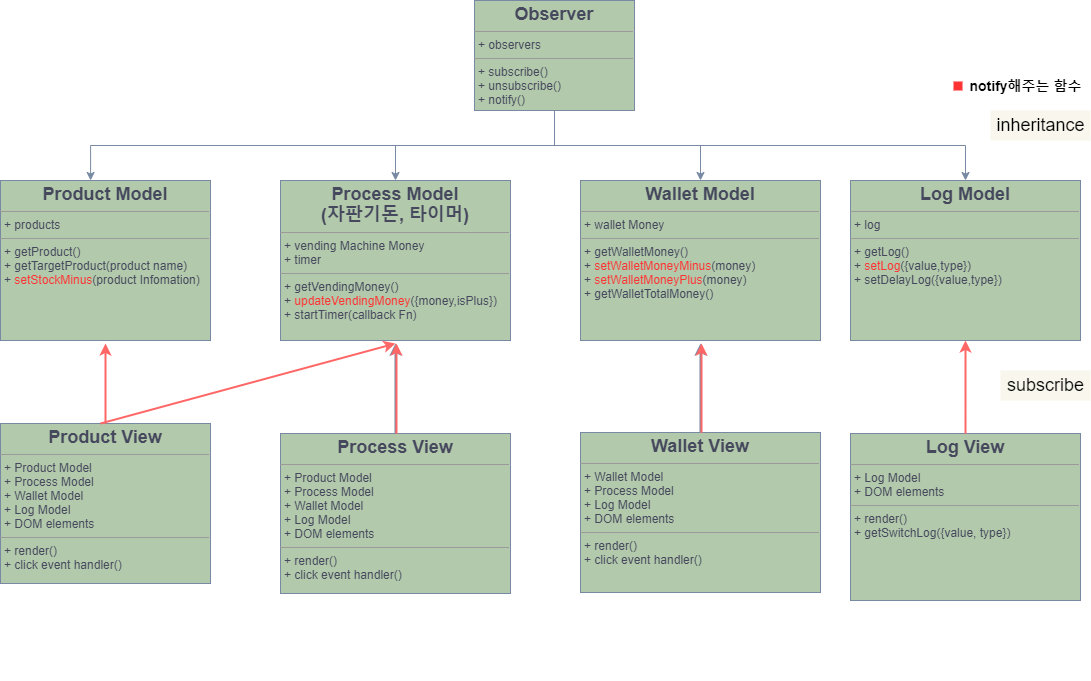 Observer
+ observers
+ subscribe()
+ unsubscribe()
+ notify()
notify해주는 함수
inheritance
Product Model
+ products
+ getProduct()
+ getTargetProduct(product name)
+ setStockMinus(product Infomation)
Process Model
(자판기돈, 타이머)
+ vending Machine Money
+ timer
+ getVendingMoney()
+ updateVendingMoney({money,isPlus})
+ startTimer(callback Fn)
Wallet Model
+ wallet Money
+ getWalletMoney()
+ setWalletMoneyMinus(money)
+ setWalletMoneyPlus(money)
+ getWalletTotalMoney()
Log Model
+ log
+ getLog()
+ setLog({value,type})
+ setDelayLog({value,type})
subscribe
Product View
+ Product Model
+ Process Model
+ Wallet Model
+ Log Model
+ DOM elements
+ render()
+ click event handler()
Process View
+ Product Model
+ Process Model
+ Wallet Model
+ Log Model
+ DOM elements
+ render()
+ click event handler()
Wallet View
+ Wallet Model
+ Process Model
+ Log Model
+ DOM elements
+ render()
+ click event handler()
Log View
+ Log Model
+ DOM elements
+ render()
+ getSwitchLog({value, type})